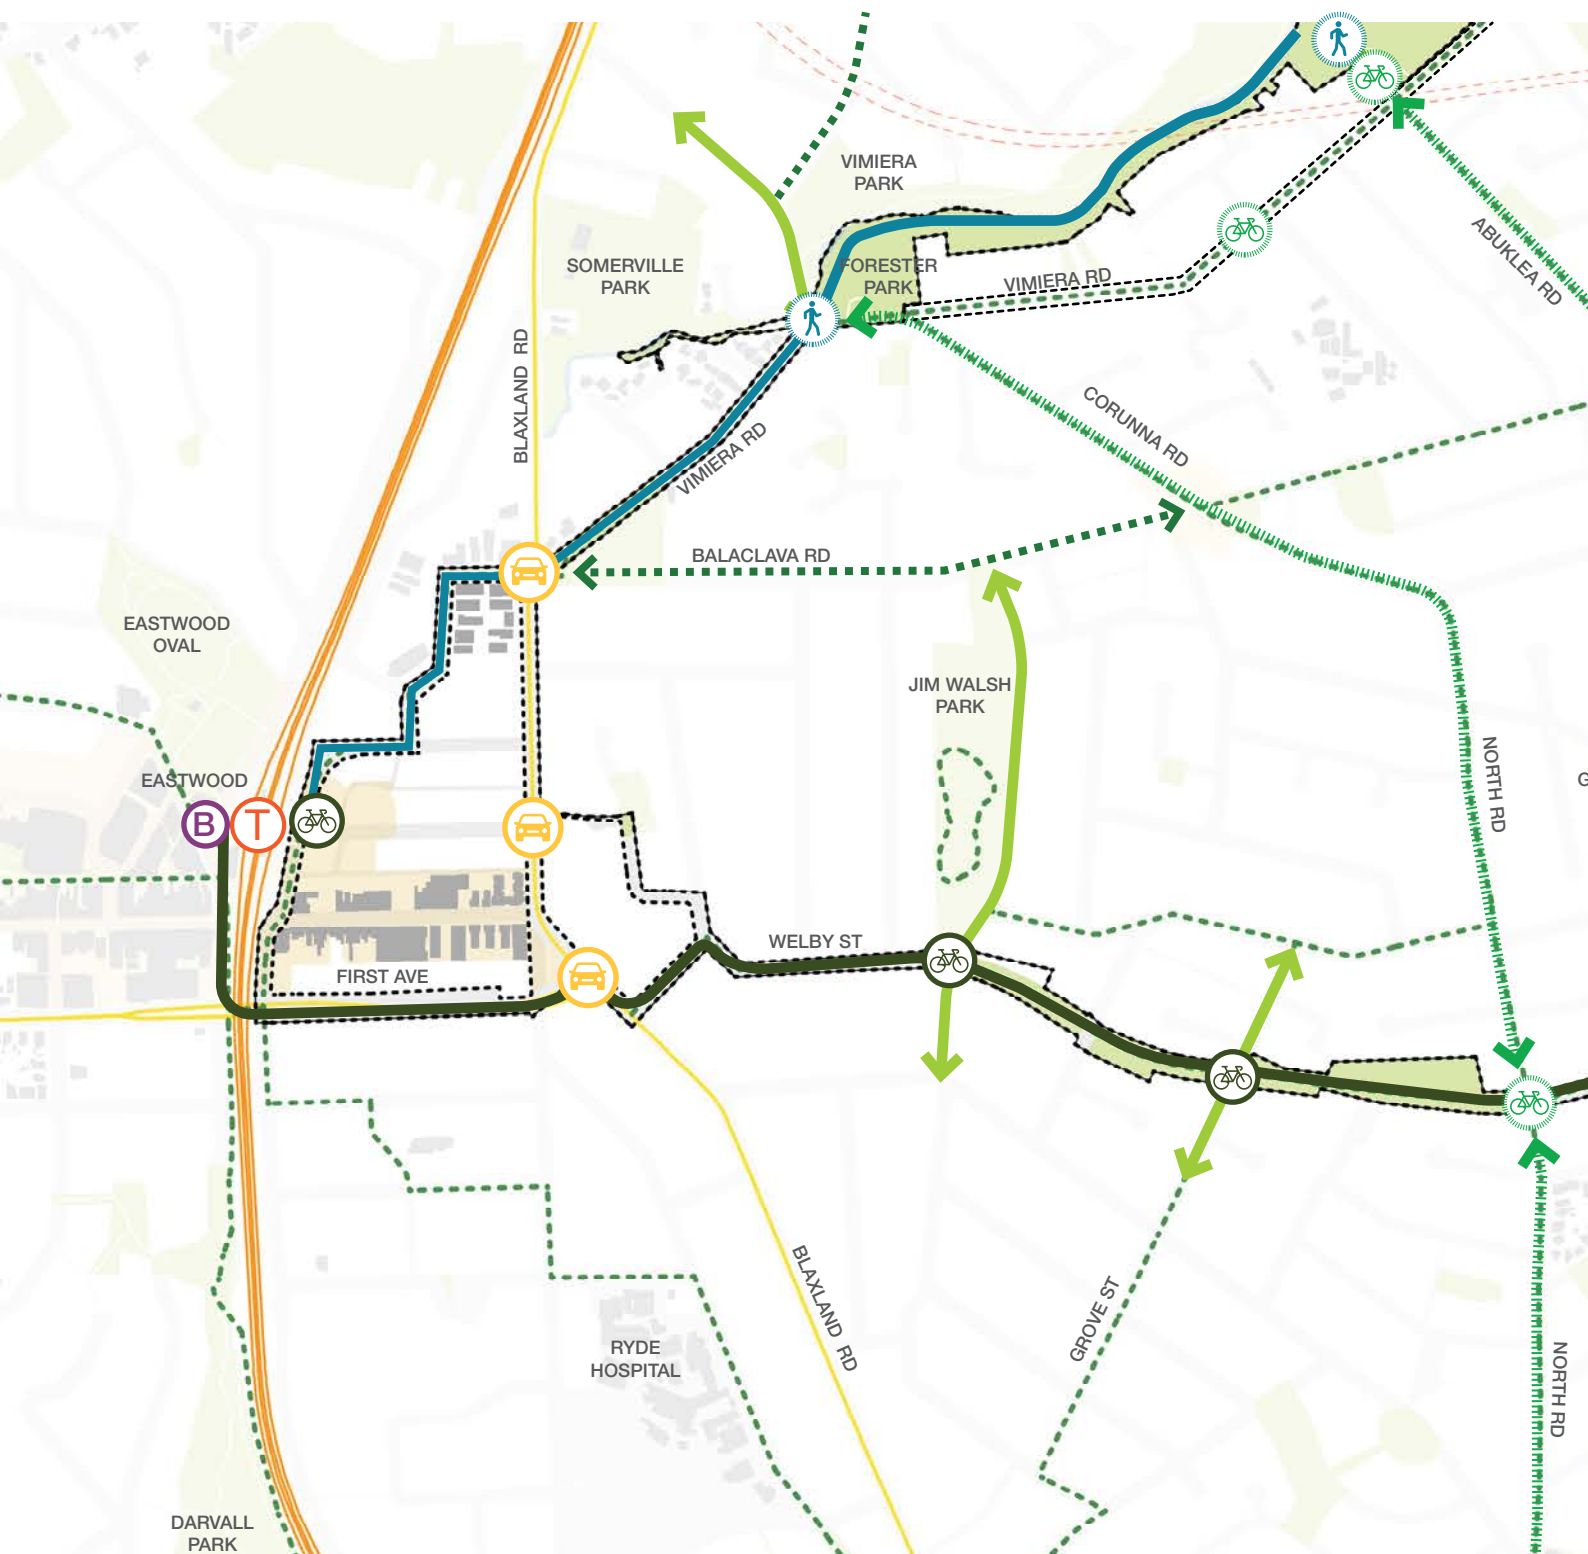 VIMIERA
PARK
ABUKLEA RD
SOMERVILLE
PARK
FORESTER
PARK
VIMIERA RD
BLAXLAND RD
CORUNNA RD
VIMIERA RD
BALACLAVA RD
EASTWOOD
OVAL
JIM WALSH
PARK
NORTH RD
EASTWOOD
G
B
T
WELBY ST
FIRST AVE
BLAXLAND RD
GROVE ST
RYDE
HOSPITAL
NORTH RD
DARVALL
PARK